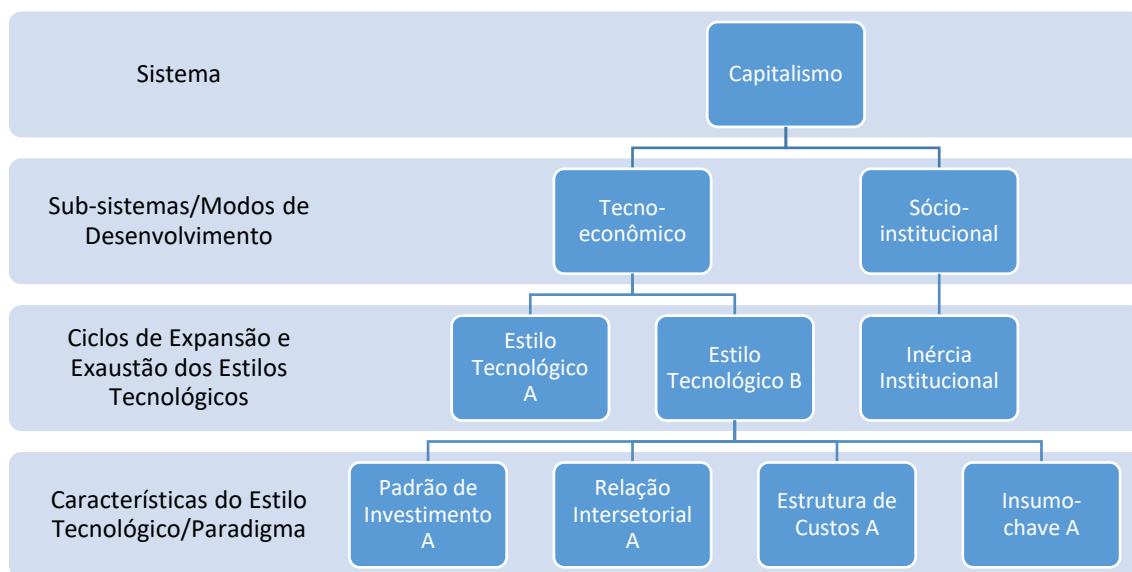 Sistema
Capitalismo
Sub-sistemas/Modos de
Desenvolvimento
Tecno-
econômico
Sócio-
institucional
Ciclos de Expansão e
Exaustão dos Estilos
Tecnológicos
Estilo
Tecnológico
A
Estilo
Tecnológico B
Inércia
Institucional
Característícas do Estilo
Tecnológico/Paradigma
Padrão de
Investimento
A
Relação
Intersetorial
A
Estrutura de
Custos A
Insumo-
chave A